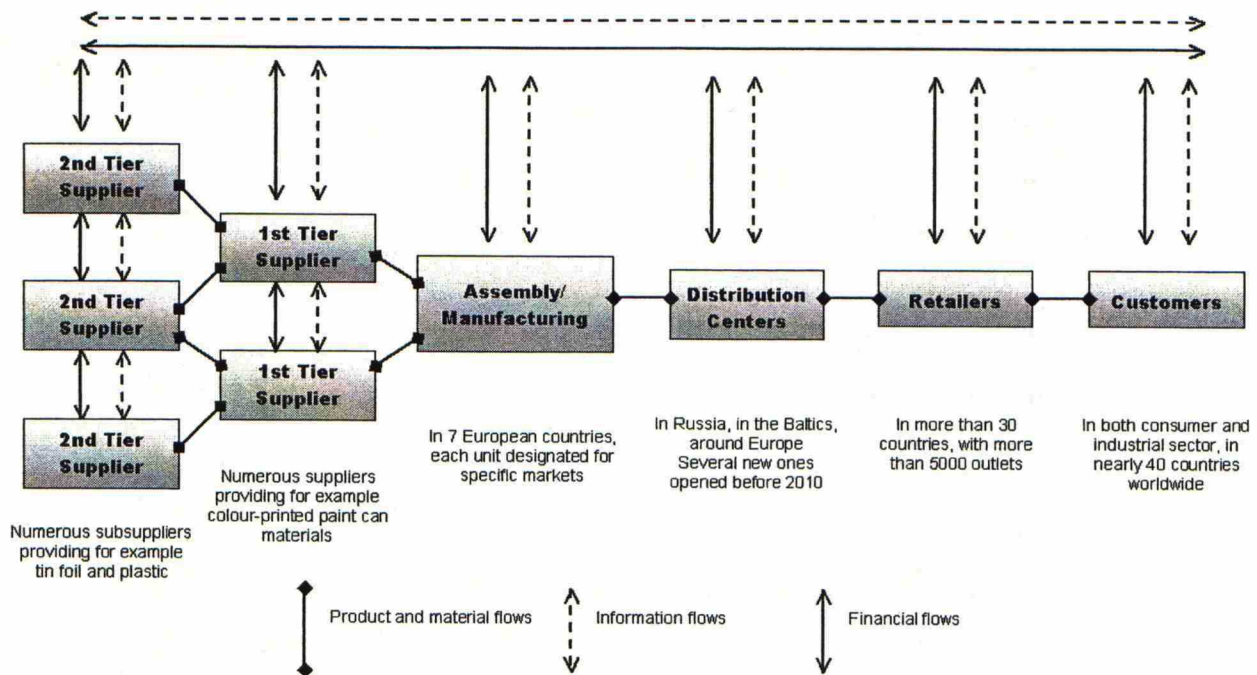 2nd Tier
Supplier
2nd Tier
Supplier
2nd Tier
Supplier
Numerous subsuppliers
providing for example
tin foil and plastic
1st Tier
Supplier
1st Tier
Supplier
Numerous suppliers
providing for example
colour-printed paint can
materials
Assembly/
Manufacturing
In 7 European countries,
each unit designated for
specific markets
Distribution
Centers
In Russia, in the Baltics,
around Europe
Several new ones
opened before 2010
Retailers
In more than 30
countries, with more
than 5000 outlets
Customers
In both consumer and
industrial sector, in
nearly 40 countries
worldwide
Product and material flows
Information flows
Financial flows